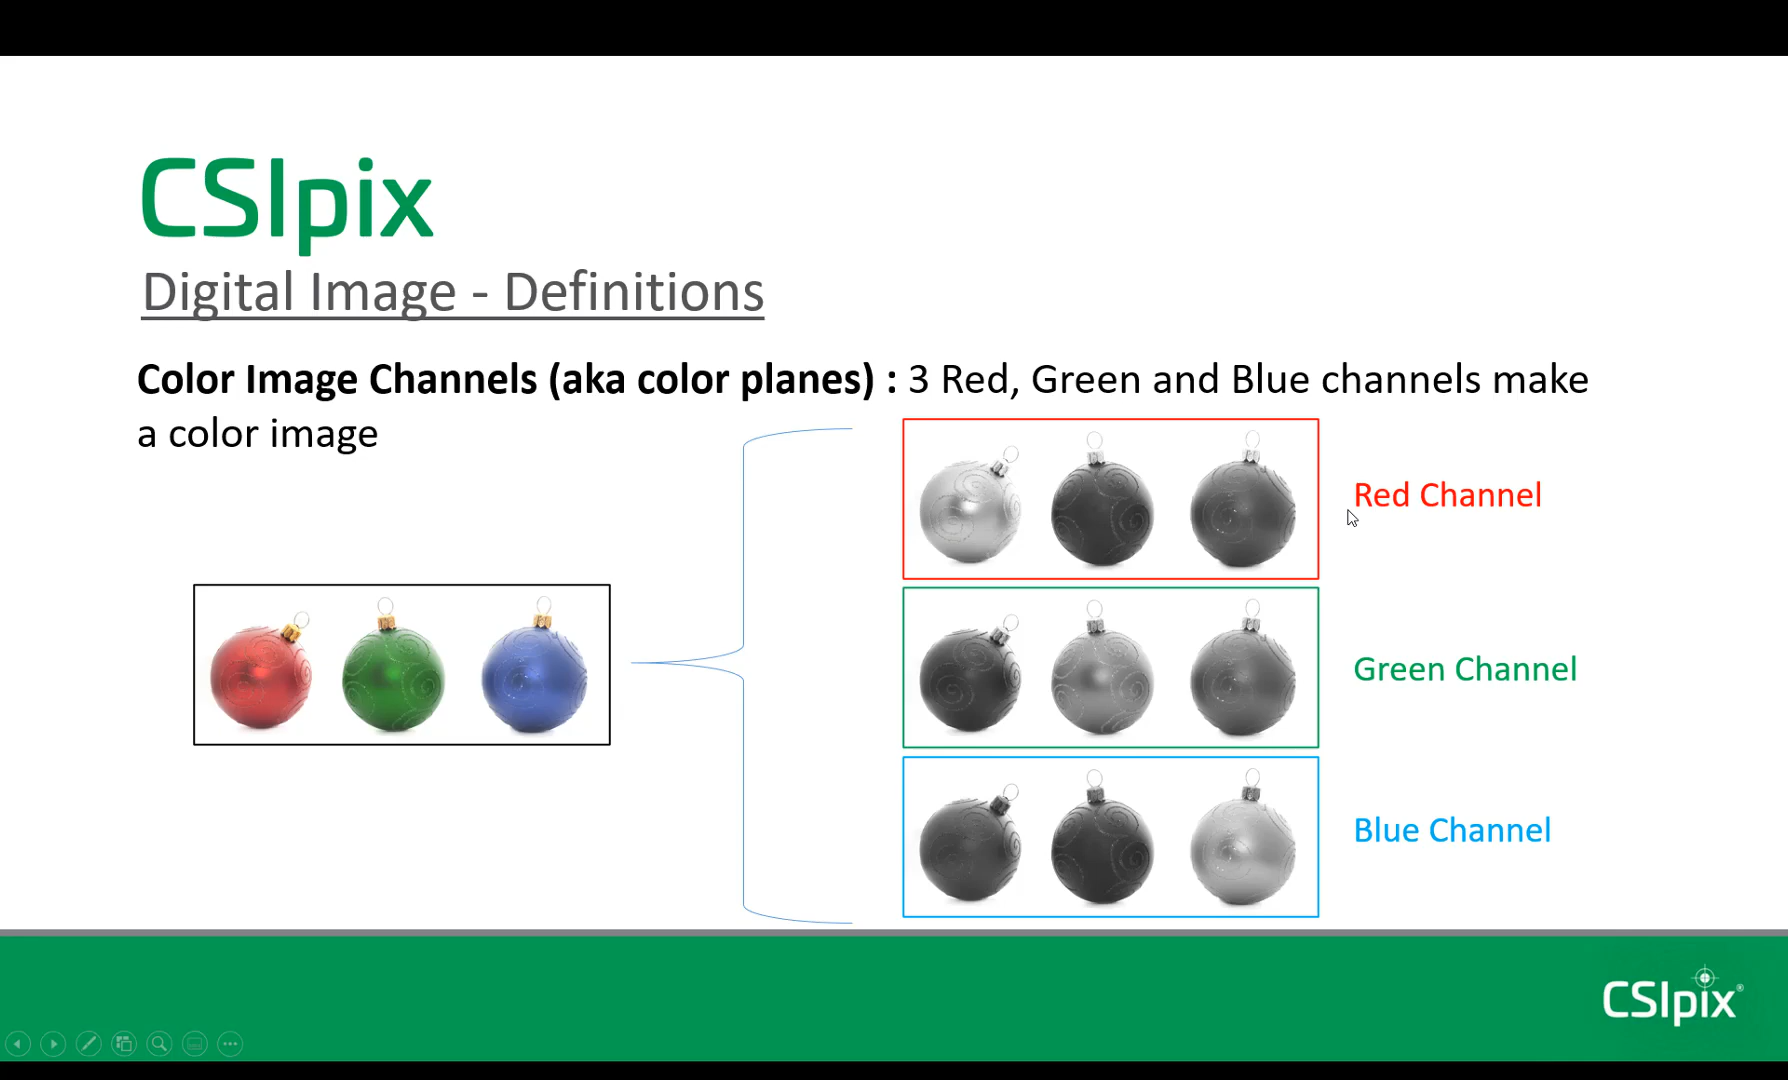 CSIpix
Digital Image - Definitions
Color Image Channels (aka color planes) : 3 Red, Green and Blue channels make
a color image
Red Channel
Green Channel
Blue Channel
CSIpix®